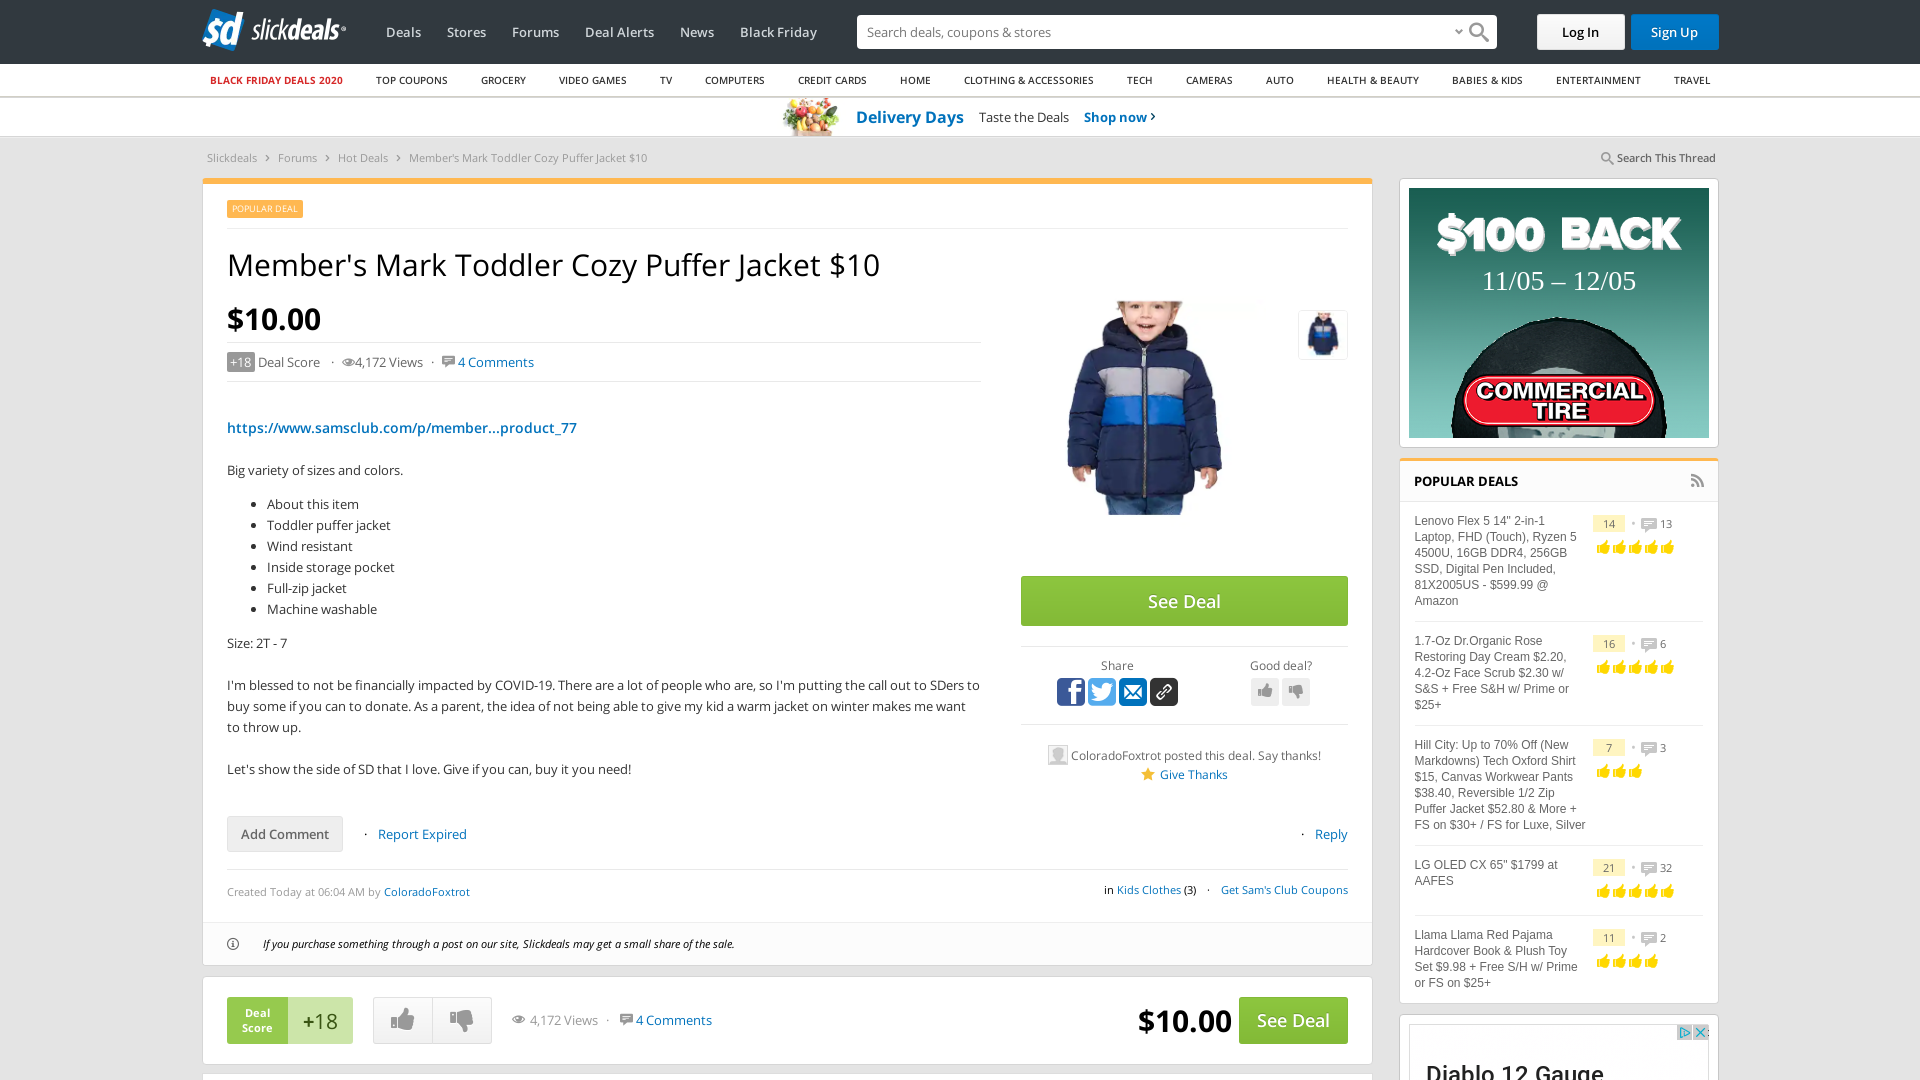 slickdeals
Deals
Stores
Forums
Deal Alerts
News
Black Friday
Search deals, coupons & stores
Log In
Sign Up
BLACK FRIDAY DEALS 2020
TOP COUPONS
GROCERY
VIDEO GAMES
TV
COMPUTERS
CREDIT CARDS
HOME
CLOTHING & ACCESSORIES
TECH
CAMERAS
AUTO
HEALTH & BEAUTY
BABIES & KIDS
ENTERTAINMENT
TRAVEL
Delivery Days Taste the Deals Shop now
Slickdeals > Forums > Hot Deals > Member's Mark Toddler Cozy Puffer Jacket $10
Search This Thread
POPULAR DEAL
Member's Mark Toddler Cozy Puffer Jacket $10
$10.00
+18 Deal Score · 4,172 Views · 4 Comments
https://www.samsclub.com/p/member...product_77
Big variety of sizes and colors.
• About this item
• Toddler puffer jacket
• Wind resistant
• Inside storage pocket
• Full-zip jacket
• Machine washable
Size: 2T - 7
I'm blessed to not be financially impacted by COVID-19. There are a lot of people who are, so I'm putting the call out to SDers to
buy some if you can to donate. As a parent, the idea of not being able to give my kid a warm jacket on winter makes me want
to throw up.
Let's show the side of SD that I love. Give if you can, buy it you need!
See Deal
Share
Good deal?
ColoradoFoxtrot posted this deal. Say thanks!
Give Thanks
Add Comment · Report Expired
· Reply
Created Today at 06:04 AM by ColoradoFoxtrot
in Kids Clothes (3) · Get Sam's Club Coupons
If you purchase something through a post on our site, Slickdeals may get a small share of the sale.
Deal
Score
+18
4,172 Views · 4 Comments
$10.00
See Deal
$100 BACK
11/05 – 12/05
COMMERCIAL
TIRE
POPULAR DEALS
Lenovo Flex 5 14" 2-in-1
Laptop, FHD (Touch), Ryzen 5
4500U, 16GB DDR4, 256GB
SSD, Digital Pen Included,
81X2005US - $599.99 @
Amazon
14 • 13
1.7-Oz Dr.Organic Rose
Restoring Day Cream $2.20,
4.2-Oz Face Scrub $2.30 w/
S&S + Free S&H w/ Prime or
$25+
16 • 6
Hill City: Up to 70% Off (New
Markdowns) Tech Oxford Shirt
$15, Canvas Workwear Pants
$38.40, Reversible 1/2 Zip
Puffer Jacket $52.80 & More +
FS on $30+ / FS for Luxe, Silver
7 • 3
LG OLED CX 65" $1799 at
AAFES
21 • 32
Llama Llama Red Pajama
Hardcover Book & Plush Toy
Set $9.98 + Free S/H w/ Prime
or FS on $25+
11 • 2
Diablo 12 Gauge